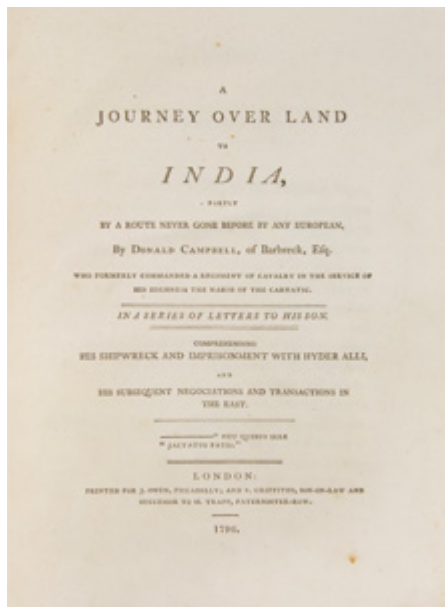 A
JOURNEY OVER LAND
TO
INDIA,
PARTLY
BY A ROUTE NEVER GONE BEFORE BY ANY EUROPEAN,
By DONALD CAMPBELL, of Barbreck, Esq.
WHO FORMERLY COMMANDED A REGIMENT OF CAVALRY IN THE SERVICE OF
HIS HIGHNESS THE NABOB OF THE CARNATIC.
IN A SERIES OF LETTERS TO HIS SON.
COMPREHENDING
HIS SHIPWRECK AND IMPRISONMENT WITH HYDER ALLI,
AND
HIS SUBSEQUENT NEGOCIATIONS AND TRANSACTIONS IN
THE EAST.
"JACTATUS
LONDON:
PRINTED FOR J. OWEN, PICCADILLY; AND SON-IN-LAW AND
SUCCESSOR TO PATERNOSTER-ROW.